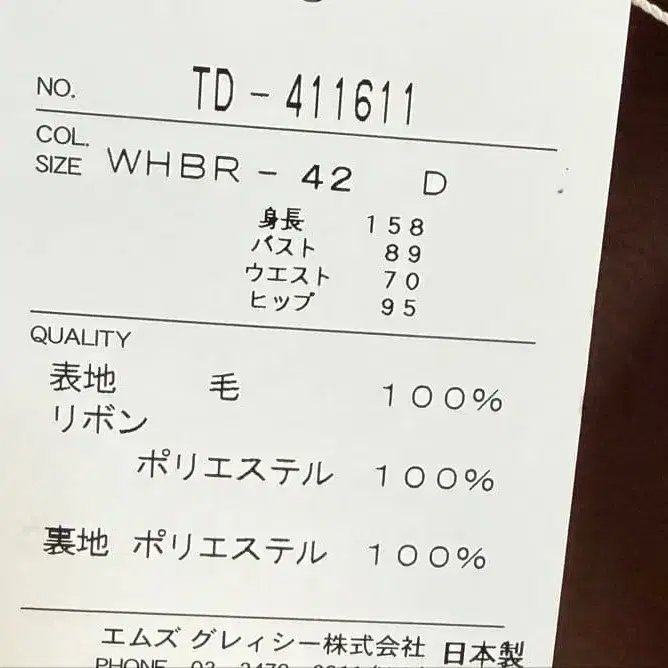 NO. TD-411611
COL. SIZE WHBR-42 D
身長 158
バスト 89
ウエスト 70
ヒップ 95
QUALITY
表地 毛 100%
リボン
ポリエステル 100%
裏地 ポリエステル 100%
エムズ グレィシー株式会社 日本製
PHONE 03